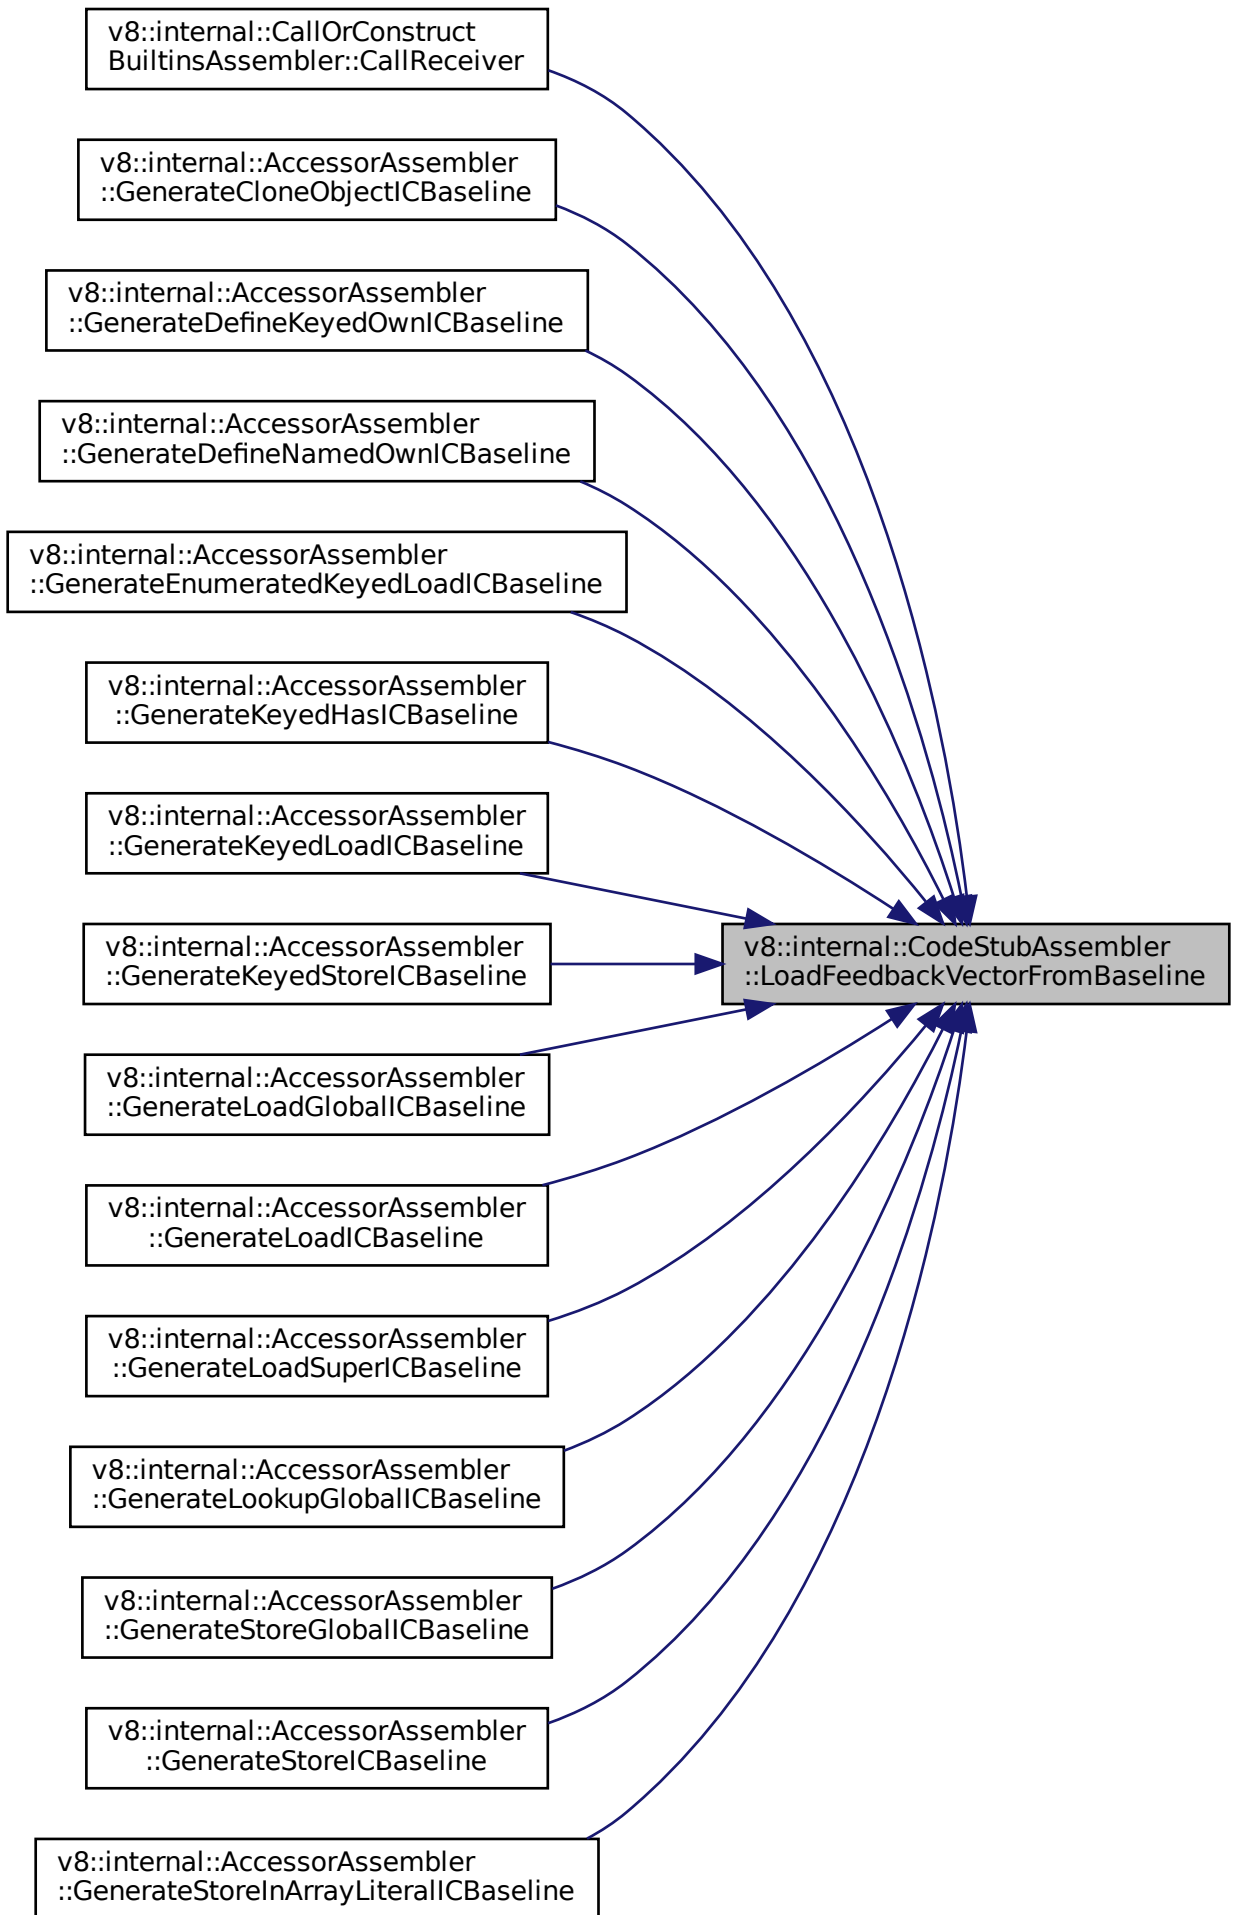 v8::internal::CallOrConstruct
BuiltinsAssembler::CallReceiver
v8::internal::AccessorAssembler
::GenerateCloneObjectICBaseline
v8::internal::AccessorAssembler
::GenerateDefineKeyedOwnICBaseline
v8::internal::AccessorAssembler
::GenerateDefineNamedOwnICBaseline
v8::internal::AccessorAssembler
::GenerateEnumeratedKeyedLoadICBaseline
v8::internal::AccessorAssembler
::GenerateKeyedHasICBaseline
v8::internal::AccessorAssembler
::GenerateKeyedLoadICBaseline
v8::internal::AccessorAssembler
::GenerateKeyedStoreICBaseline
v8::internal::CodeStubAssembler
::LoadFeedbackVectorFromBaseline
v8::internal::AccessorAssembler
::GenerateLoadGlobalICBaseline
v8::internal::AccessorAssembler
::GenerateLoadICBaseline
v8::internal::AccessorAssembler
::GenerateLoadSuperICBaseline
v8::internal::AccessorAssembler
::GenerateLookupGlobalICBaseline
v8::internal::AccessorAssembler
::GenerateStoreGlobalICBaseline
v8::internal::AccessorAssembler
::GenerateStoreICBaseline
v8::internal::AccessorAssembler
::GenerateStoreInArrayLiteralICBaseline